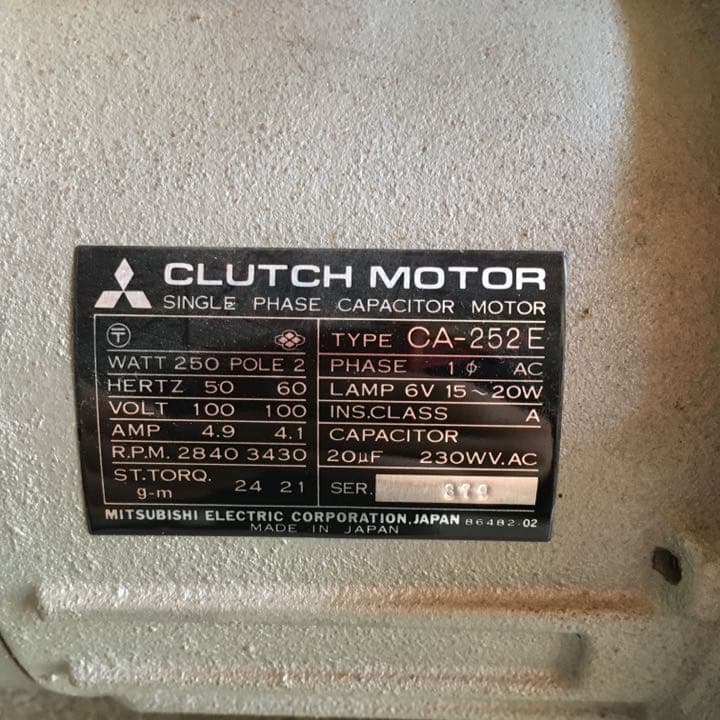 CLUTCH MOTOR
SINGLE PHASE CAPACITOR MOTOR
WATT 250 POLE 2
HERTZ 50 60
VOLT 100 100
AMP 4.9 4.1
R.P.M. 2840 3430
ST.TORQ. g-m 24 21
TYPE CA-252E
PHASE 1ϕ AC
LAMP 6V 15~20W
INS.CLASS A
CAPACITOR
20μF 230WV.AC
SER.
MITSUBISHI ELECTRIC CORPORATION, JAPAN 86482-02
MADE IN JAPAN